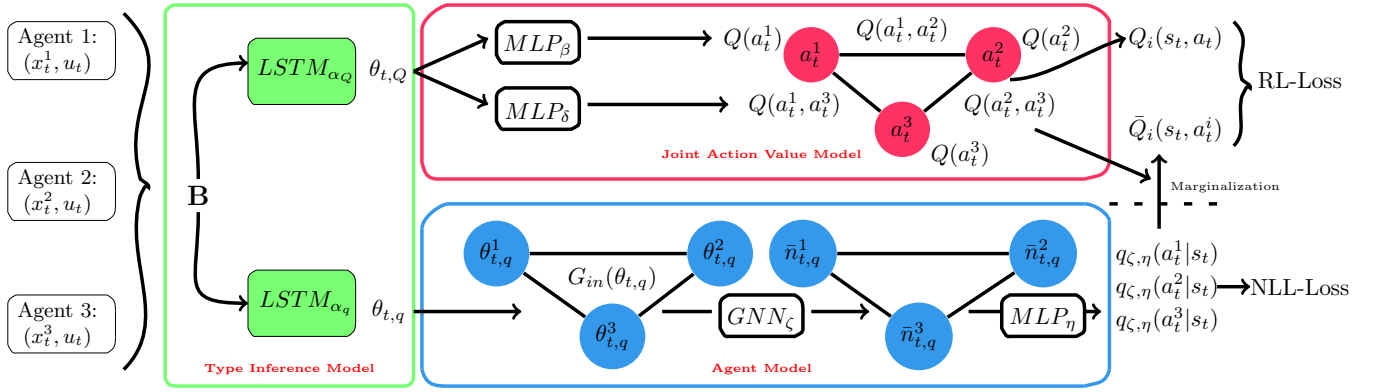 Agent 1:
(x_t^1, u_t)
Agent 2:
(x_t^2, u_t)
Agent 3:
(x_t^3, u_t)
B
LSTM_{α_Q}
θ_{t,Q}
LSTM_{α_q}
θ_{t,q}
Type Inference Model
MLP_β
MLP_δ
Q(a_t^1)
Q(a_t^1, a_t^2)
Q(a_t^2)
a_t^1
a_t^2
Q(a_t^1, a_t^3)
Q(a_t^2, a_t^3)
a_t^3
Q(a_t^3)
Joint Action Value Model
Q_i(s_t, a_t)
RL-Loss
Q̄_i(s_t, a_t^i)
Marginalization
θ_{t,q}^1
θ_{t,q}^2
G_{in}(θ_{t,q})
θ_{t,q}^3
GNN_ζ
n̄_{t,q}^1
n̄_{t,q}^2
n̄_{t,q}^3
MLP_η
Agent Model
q_{ζ,η}(a_t^1|s_t)
q_{ζ,η}(a_t^2|s_t)
q_{ζ,η}(a_t^3|s_t)
NLL-Loss